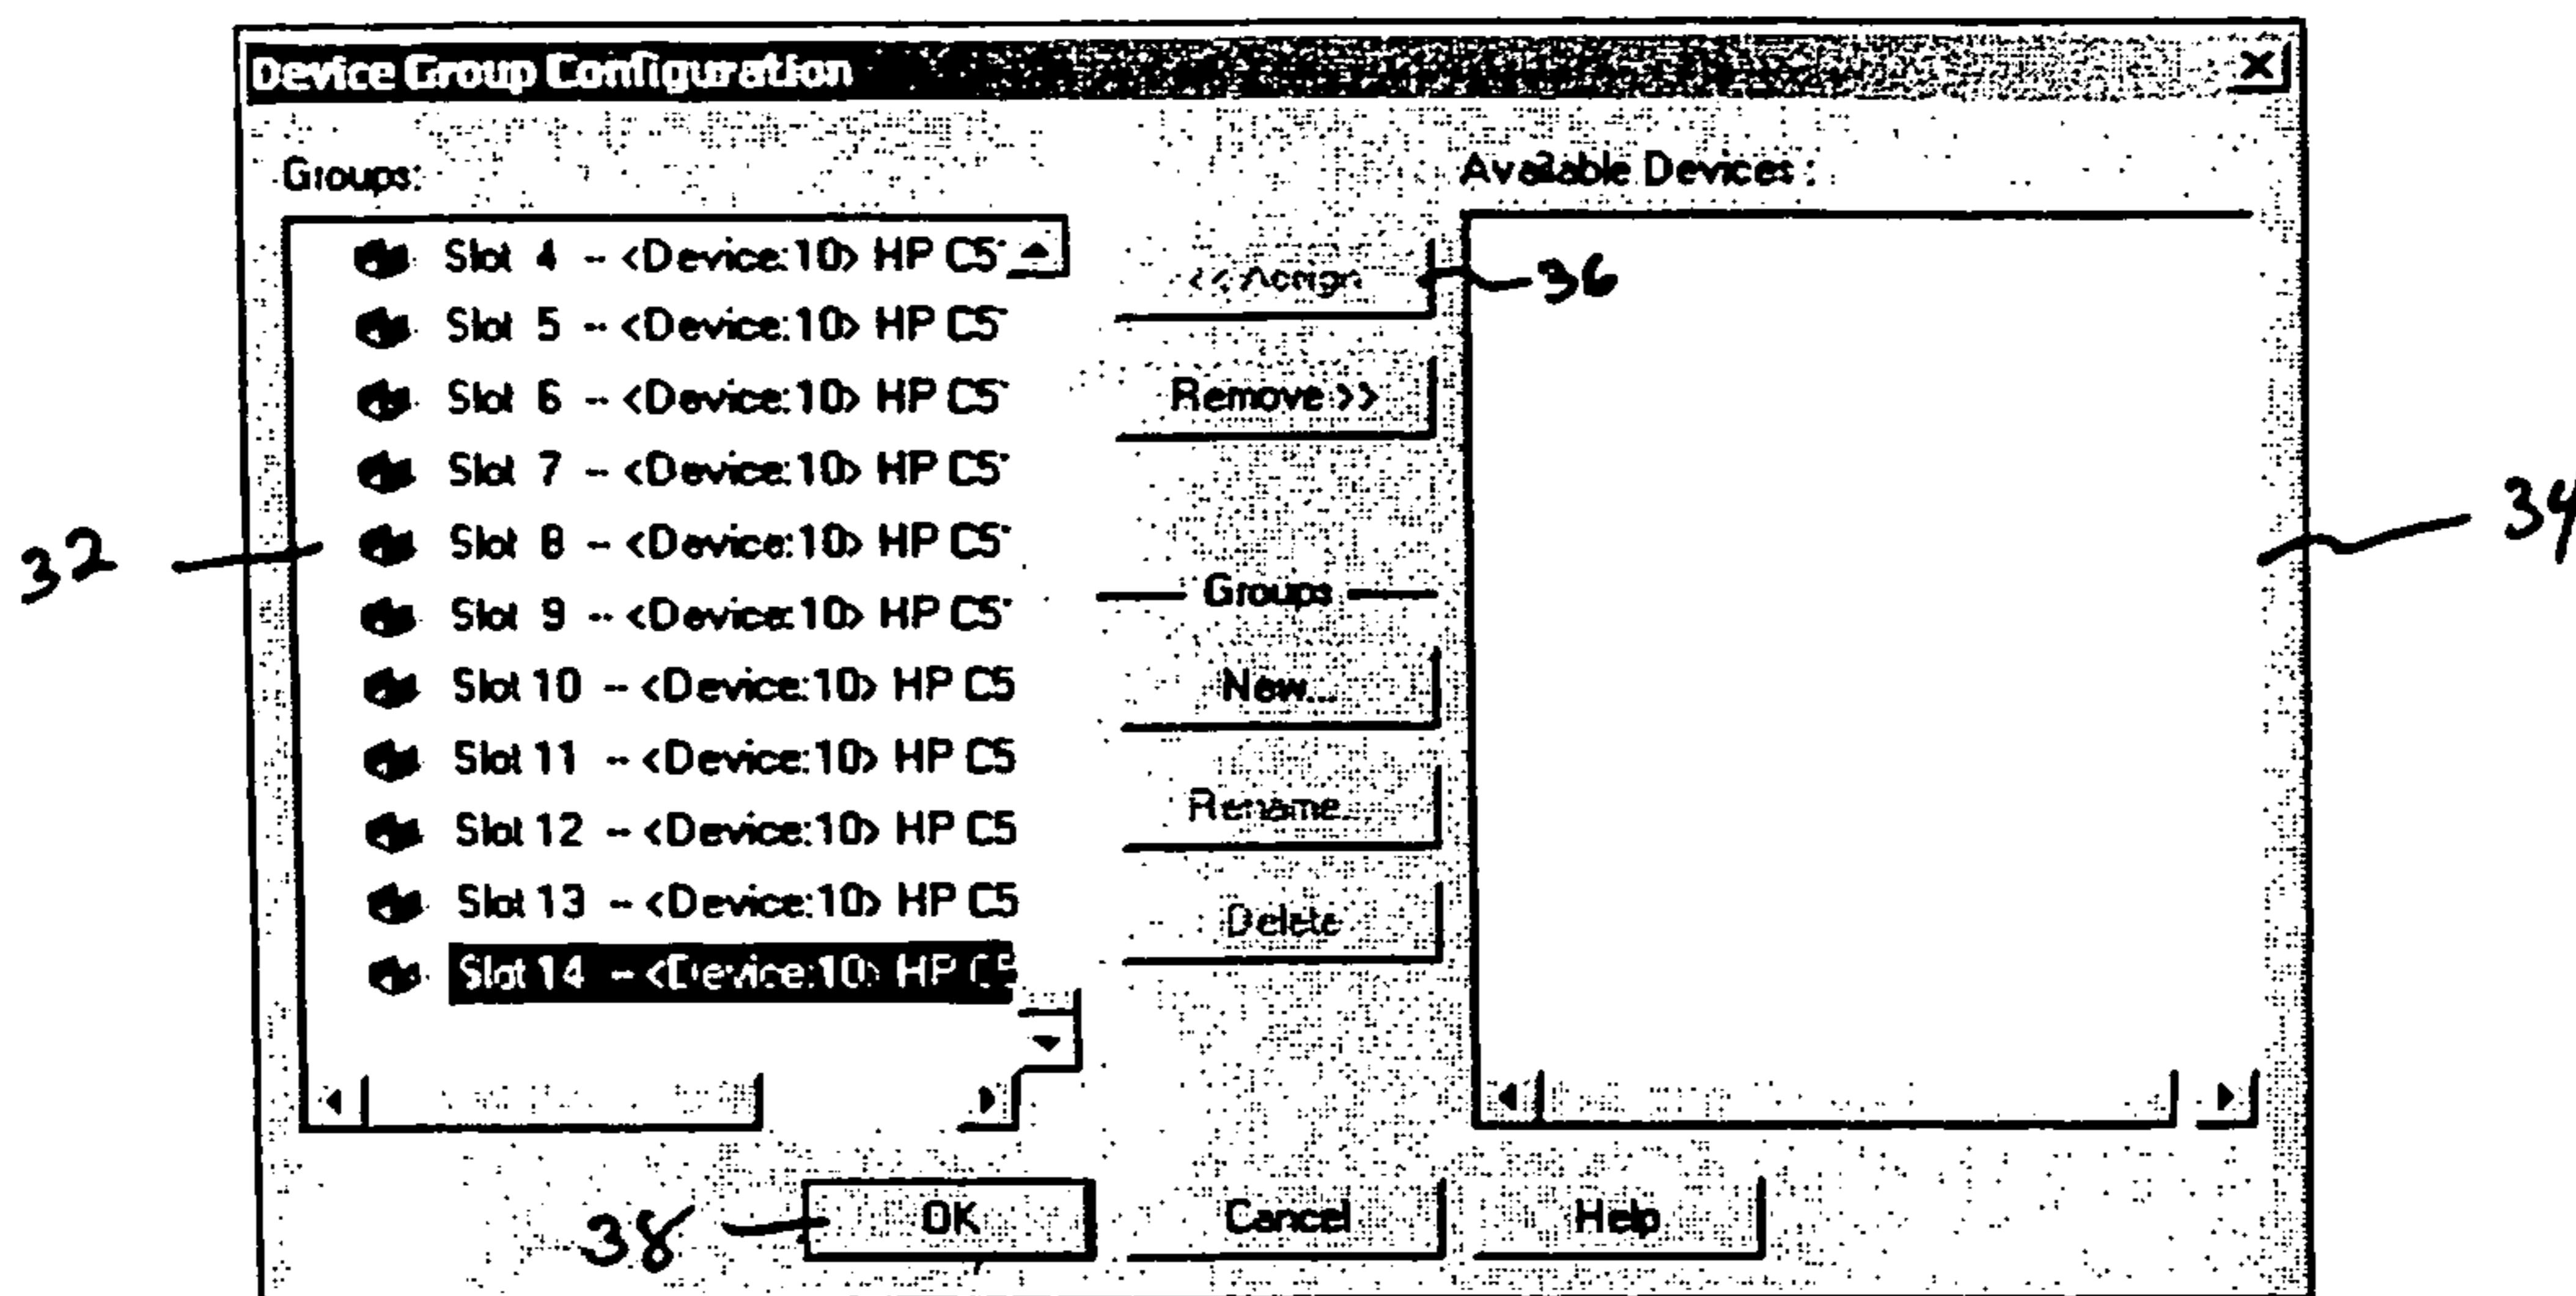 Device Group Configuration
Groups:
Available Devices :
Slot 4 -- <Device:10> HP C5
Slot 5 -- <Device:10> HP C5
Slot 6 -- <Device:10> HP C5
Slot 7 -- <Device:10> HP C5
Slot 8 -- <Device:10> HP C5
Slot 9 -- <Device:10> HP C5
Slot 10 -- <Device:10> HP C5
Slot 11 -- <Device:10> HP C5
Slot 12 -- <Device:10> HP C5
Slot 13 -- <Device:10> HP C5
Slot 14 -- <Device:10> HP C5
<< Assign
36
Remove >>
Groups
New...
Rename...
Delete
32
34
38
OK
Cancel
Help